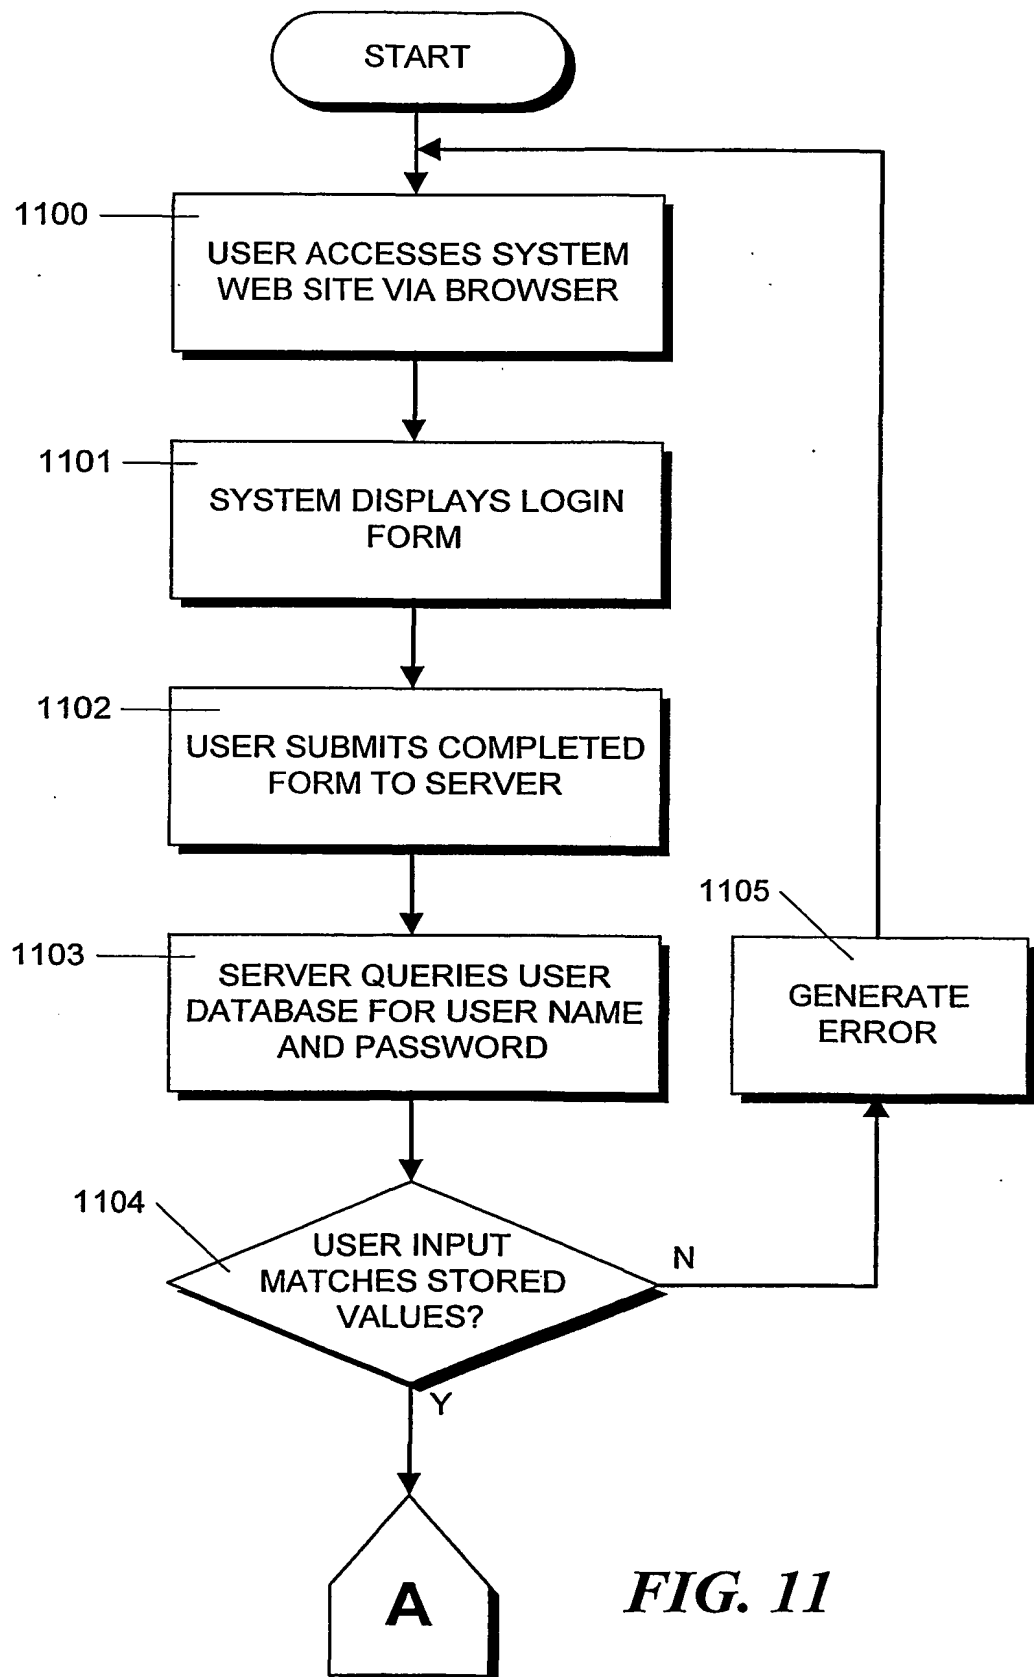 START
1100
USER ACCESSES SYSTEM
WEB SITE VIA BROWSER
1101
SYSTEM DISPLAYS LOGIN
FORM
1102
USER SUBMITS COMPLETED
FORM TO SERVER
1103
SERVER QUERIES USER
DATABASE FOR USER NAME
AND PASSWORD
1105
GENERATE
ERROR
1104
USER INPUT
MATCHES STORED
VALUES?
N
Y
A
FIG. 11